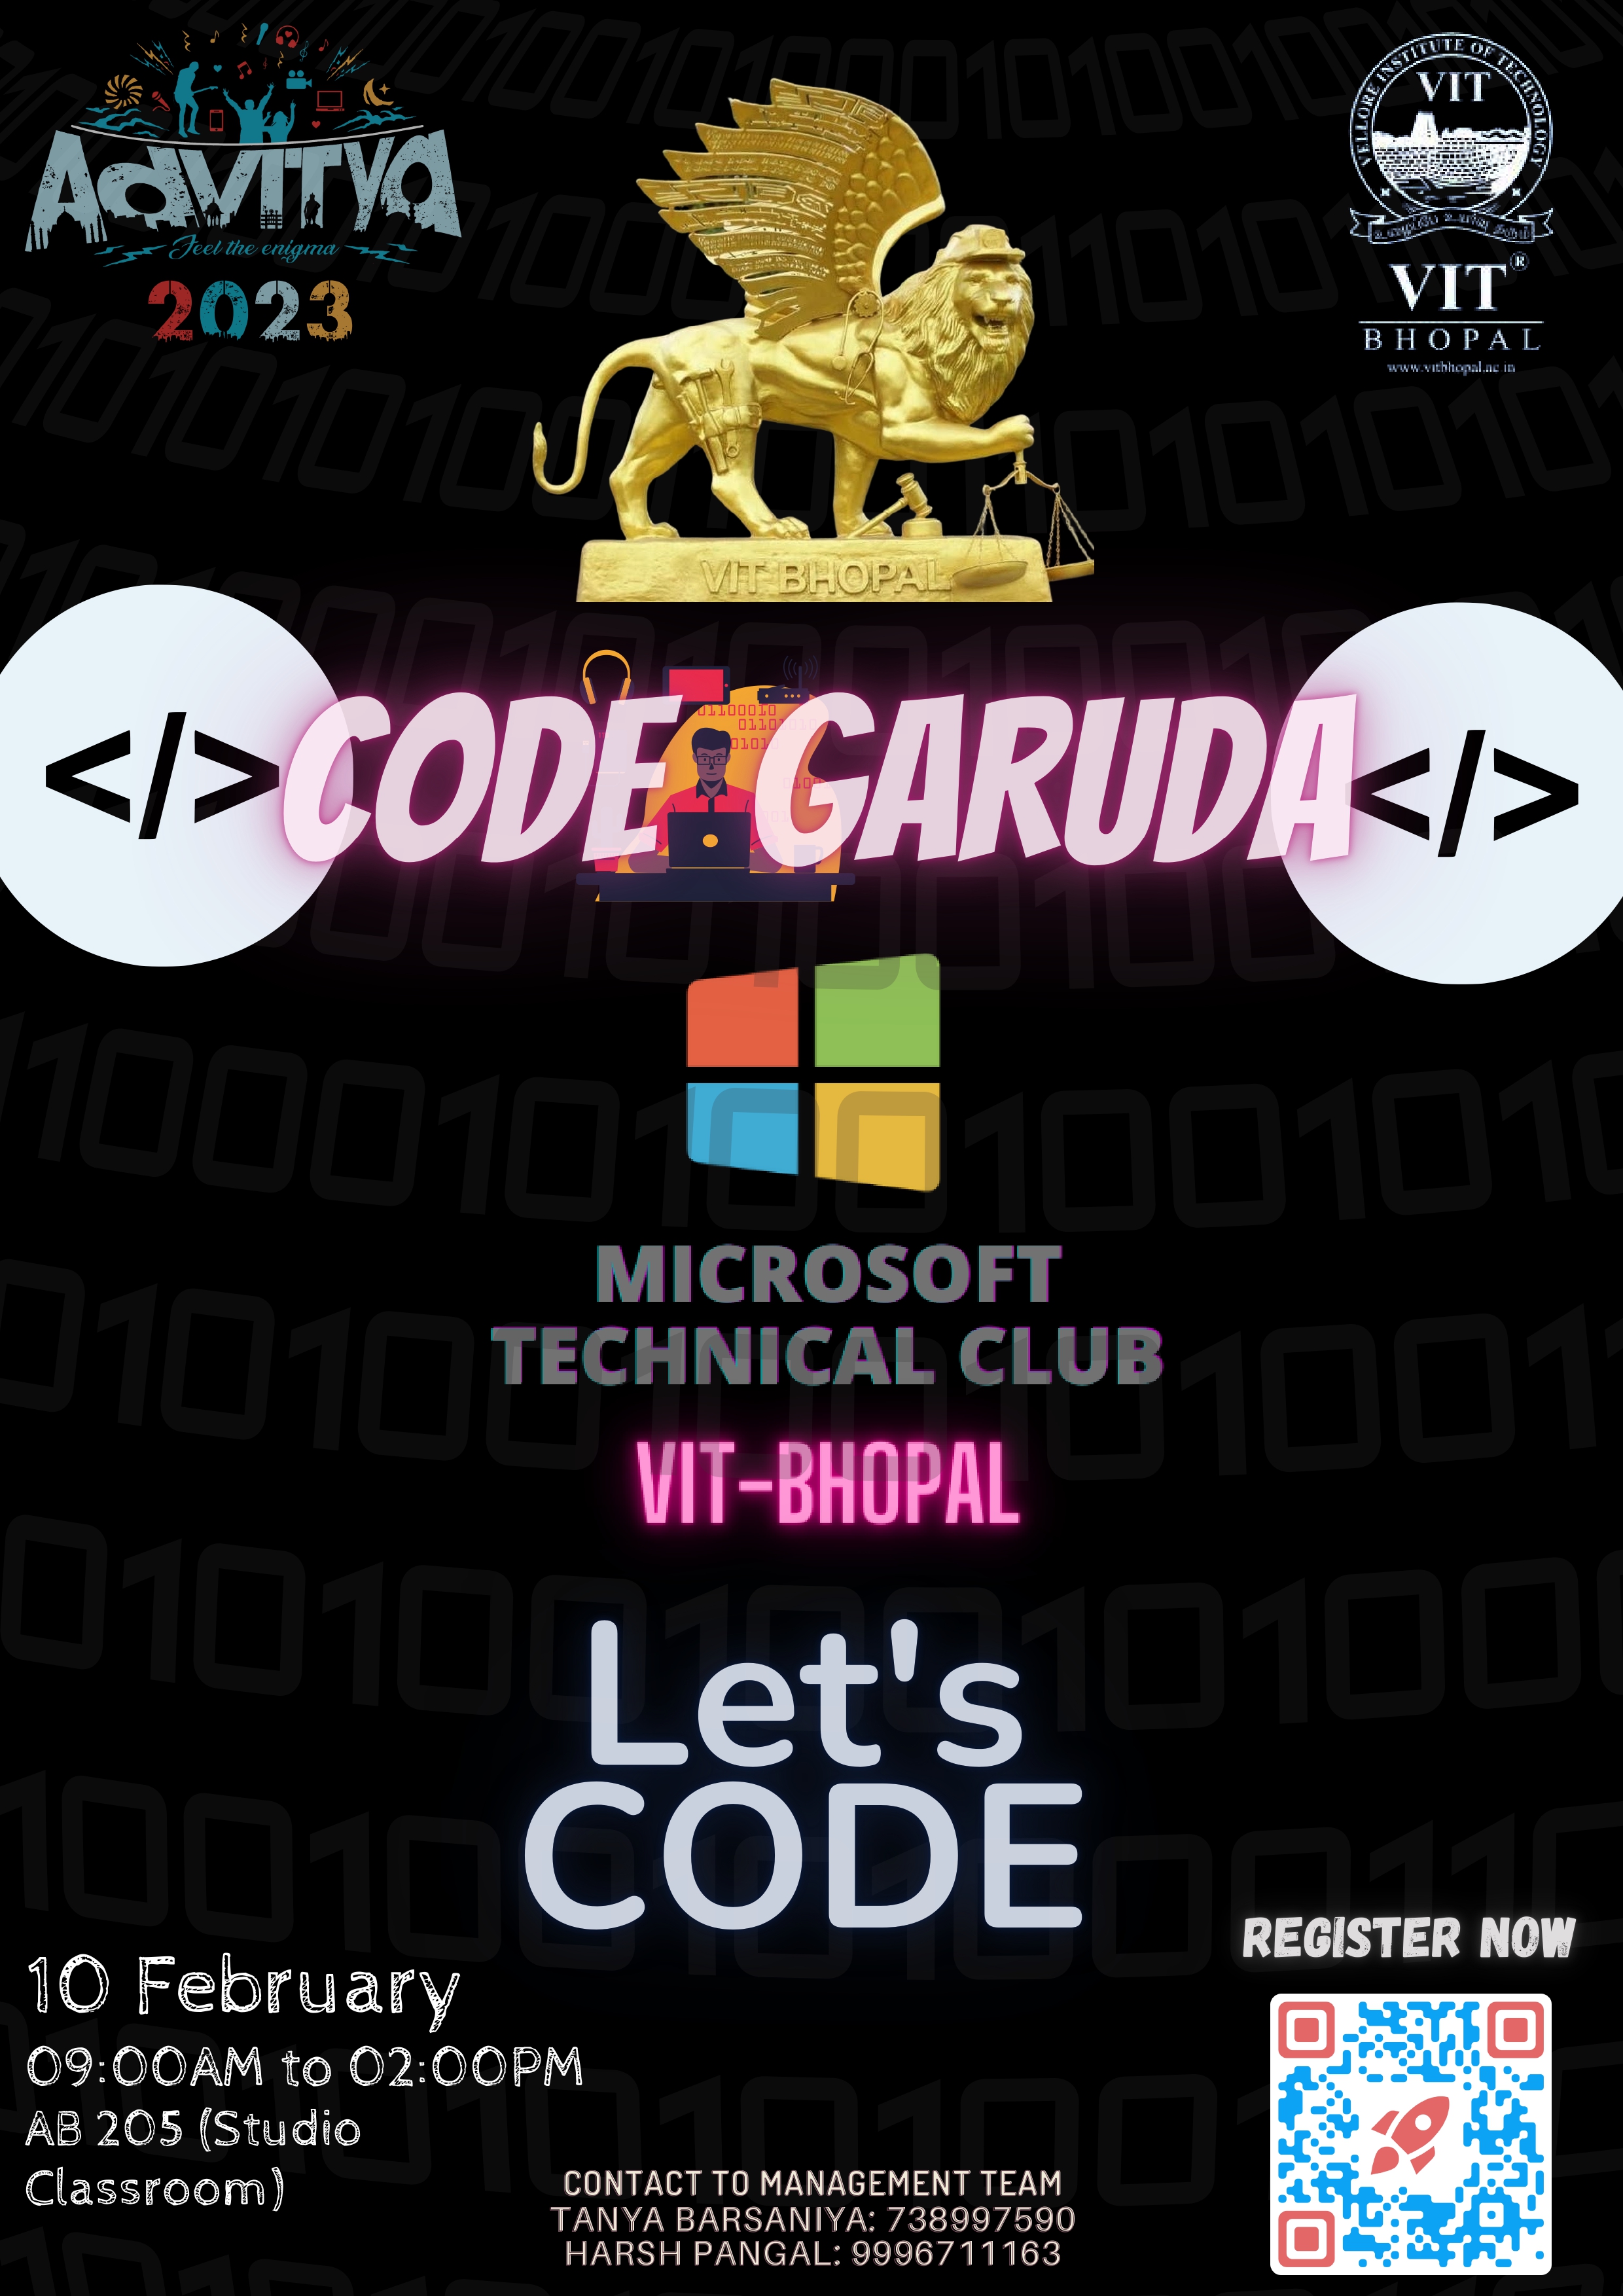 AdVITya
Feel the enigma
2023
VELLORE INSTITUTE OF TECHNOLOGY
VIT
VIT®
BHOPAL
www.vitbhopal.ac.in
VIT BHOPAL
</> CODE GARUDA </>
01100010
MICROSOFT
TECHNICAL CLUB
VIT-BHOPAL
Let's
CODE
10 February
09:00AM to 02:00PM
AB 205 (Studio
Classroom)
REGISTER NOW
CONTACT TO MANAGEMENT TEAM
TANYA BARSANIYA: 738997590
HARSH PANGAL: 9996711163